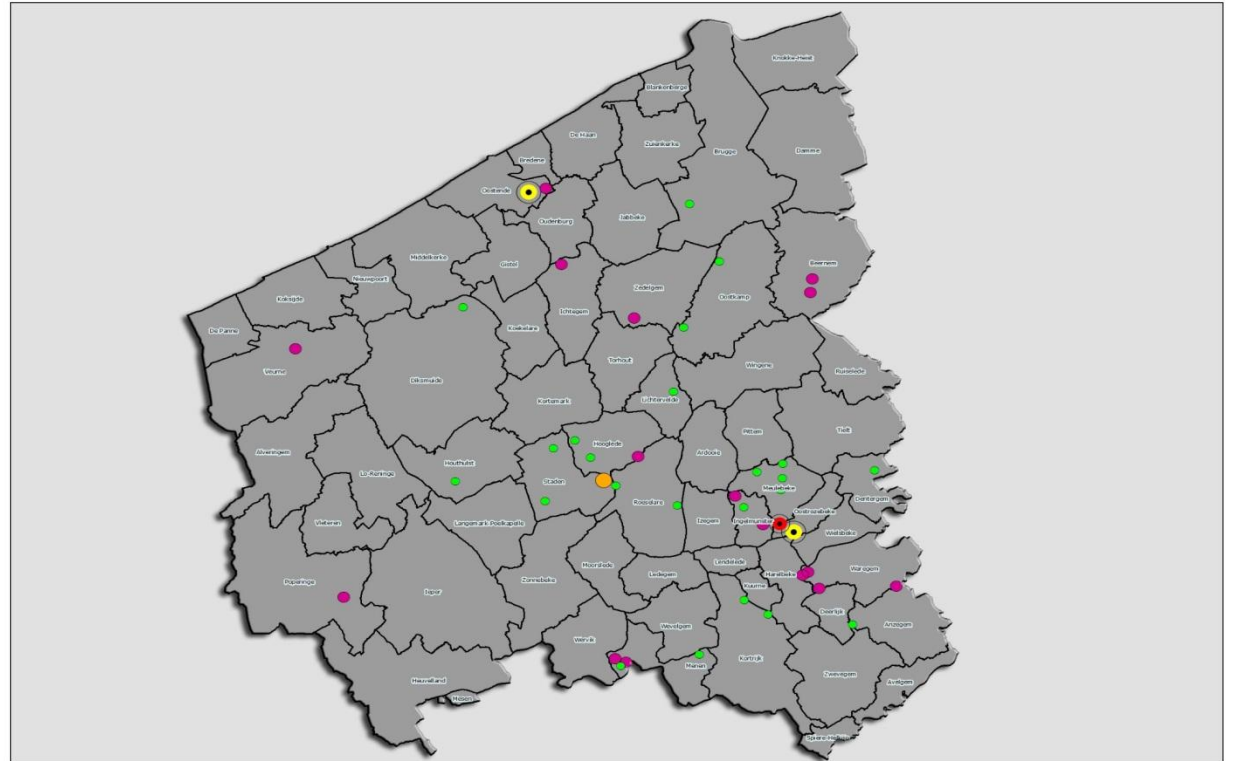 Knokke-Heist
Blankenberge
De Haan
Zuienkerke
Brugge
Damme
Bredene
Oostende
Oudenburg
Jabbeke
Beernem
Middelkerke
Gistel
Nieuwpoort
Zedelgem
Oostkamp
Koksijde
Ichtegem
De Panne
Koekelare
Veurne
Torhout
Wingene
Ruiselede
Diksmuide
Kortemark
Lichtervelde
Pittem
Tielt
Alveringem
Hooglede
Ardooie
Houthulst
Lo-Reninge
Staden
Meulebeke
Dentergem
Roeselare
Oostrozebeke
Vleteren
Langemark-Poelkapelle
Izegem
Ingelmunster
Wielsbeke
Moorslede
Lendelede
Waregem
Poperinge
Ieper
Zonnebeke
Ledegem
Harelbeke
Kuurne
Deerlijk
Anzegem
Wervik
Wevelgem
Menen
Kortrijk
Zwevegem
Avelgem
Heuvelland
Mesen